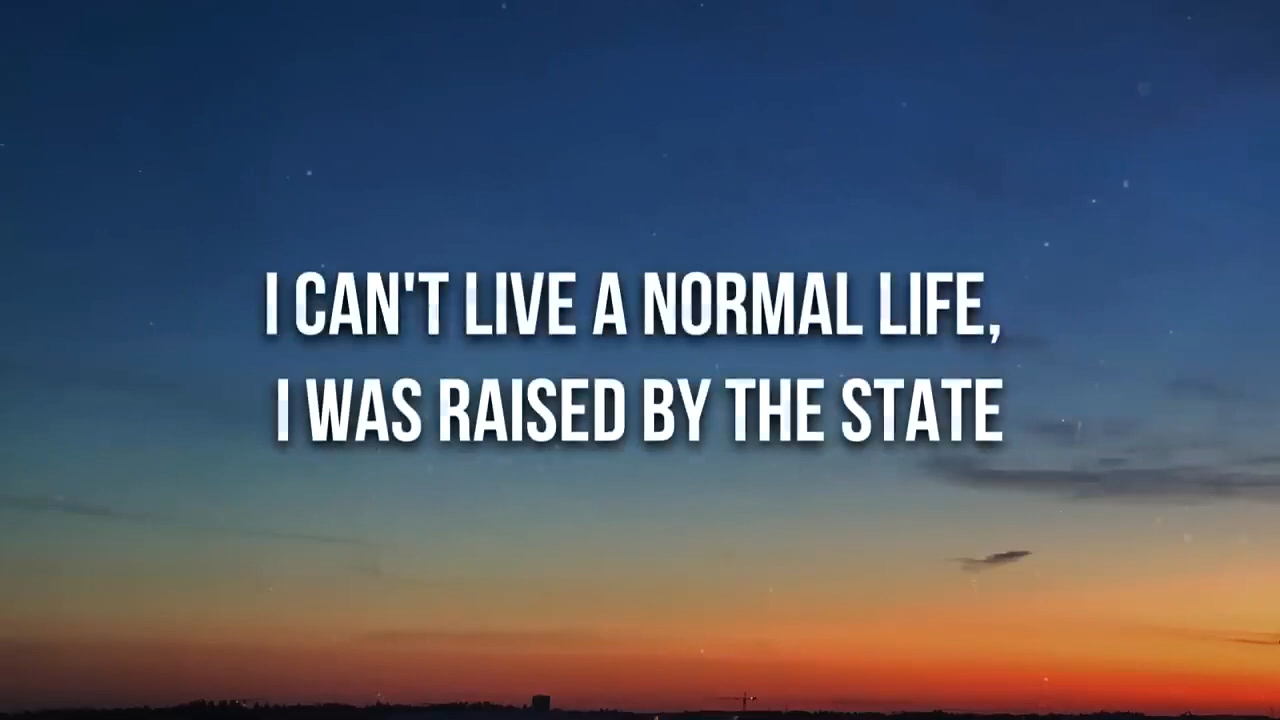 I CAN'T LIVE A NORMAL LIFE,
I WAS RAISED BY THE STATE